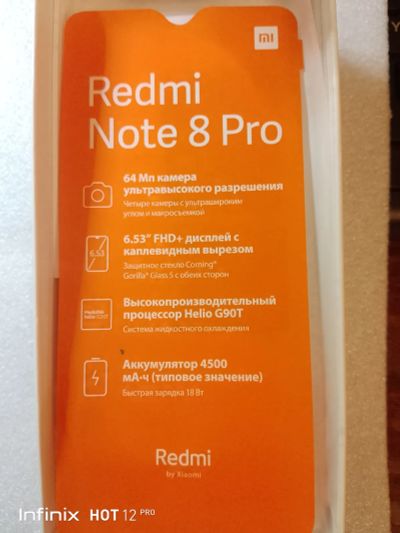 mi
Redmi
Note 8 Pro
64 Мп камера
ультравысокого разрешения
Четыре камеры с ультрашироким
углом и макросъемкой
6.53
6.53" FHD+ дисплей с
каплевидным вырезом
Защитное стекло Corning®
Gorilla® Glass 5 с обеих сторон
Высокопроизводительный
процессор Helio G90T
Система жидкостного охлаждения
Аккумулятор 4500
мА·ч (типовое значение)
Быстрая зарядка 18 Вт
Redmi
by Xiaomi
Infinix HOT 12 PRO